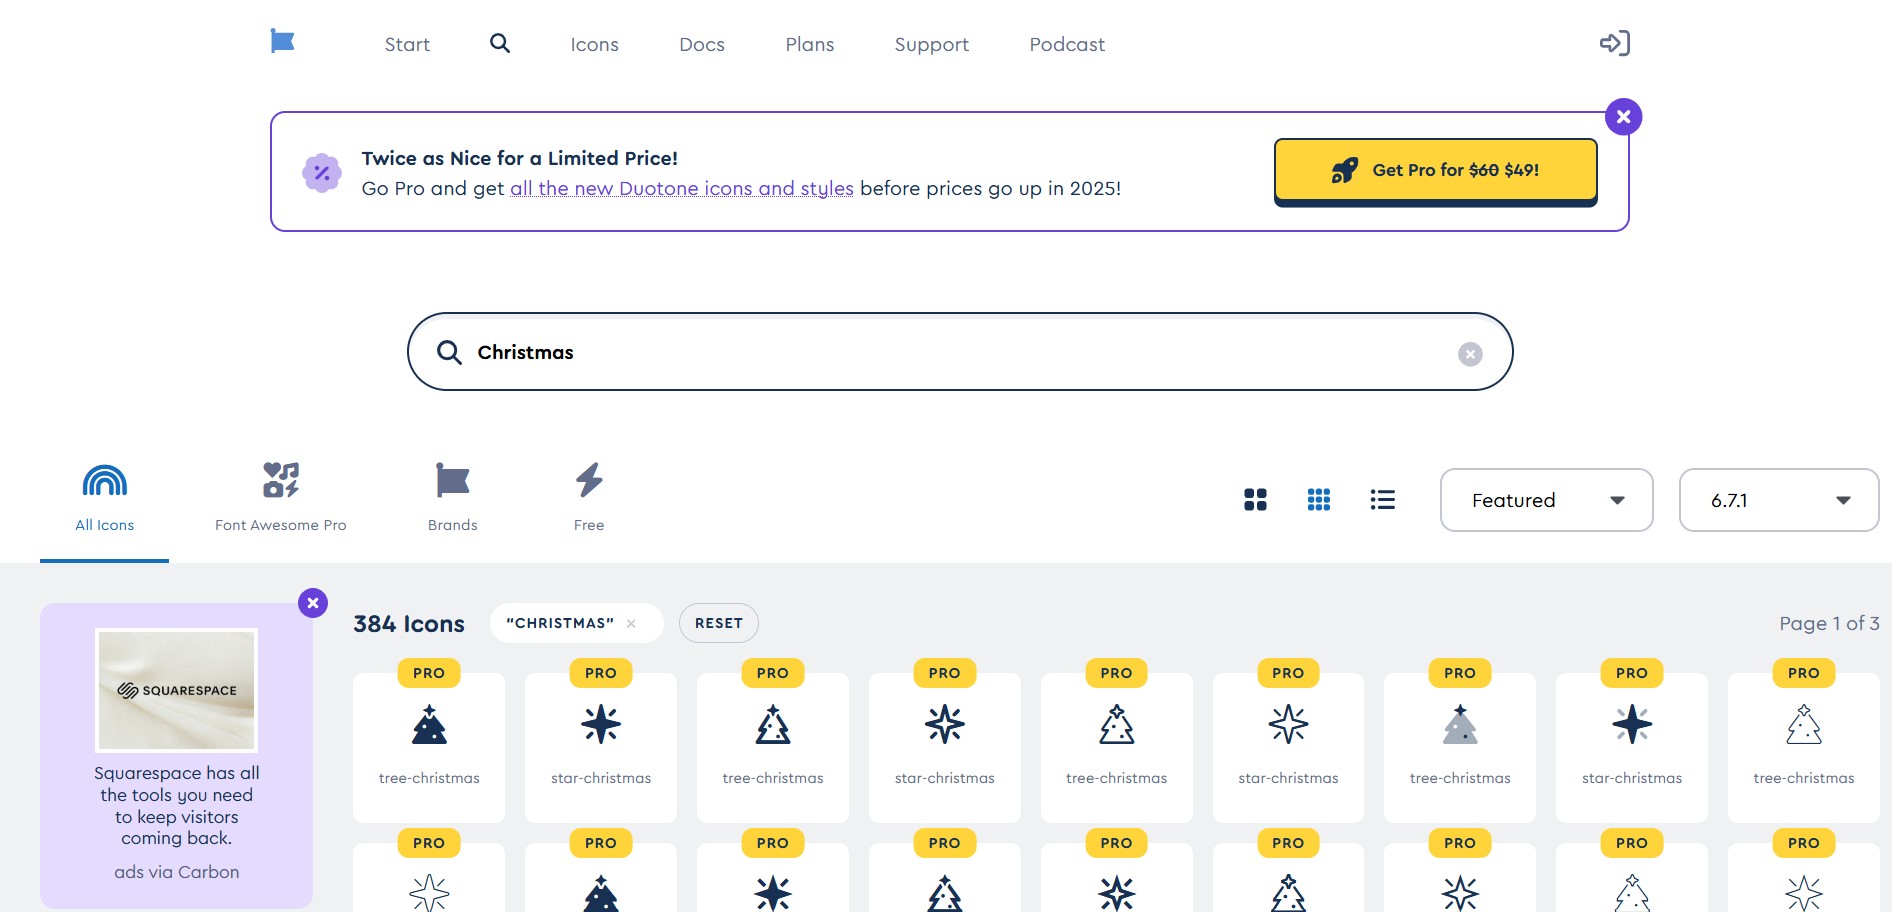 Start
Icons
Docs
Plans
Support
Podcast
Twice as Nice for a Limited Price!
Go Pro and get all the new Duotone icons and styles before prices go up in 2025!
Get Pro for $60 $49!
Christmas
All Icons
Font Awesome Pro
Brands
Free
Featured
6.7.1
SQUARESPACE
Squarespace has all
the tools you need
to keep visitors
coming back.
ads via Carbon
384 Icons
“CHRISTMAS”
RESET
Page 1 of 3
PRO
PRO
PRO
PRO
PRO
PRO
PRO
PRO
PRO
tree-christmas
star-christmas
tree-christmas
star-christmas
tree-christmas
star-christmas
tree-christmas
star-christmas
tree-christmas
PRO
PRO
PRO
PRO
PRO
PRO
PRO
PRO
PRO